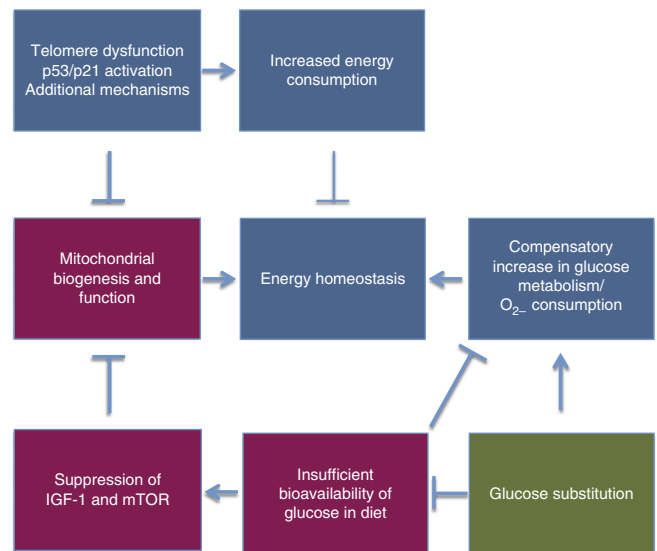 Telomere dysfunction
p53/p21 activation
Additional mechanisms
Increased energy
consumption
Mitochondrial
biogenesis and
function
Energy homeostasis
Compensatory
increase in glucose
metabolism/
O₂₋ consumption
Suppression of
IGF-1 and mTOR
Insufficient
bioavailability of
glucose in diet
Glucose substitution